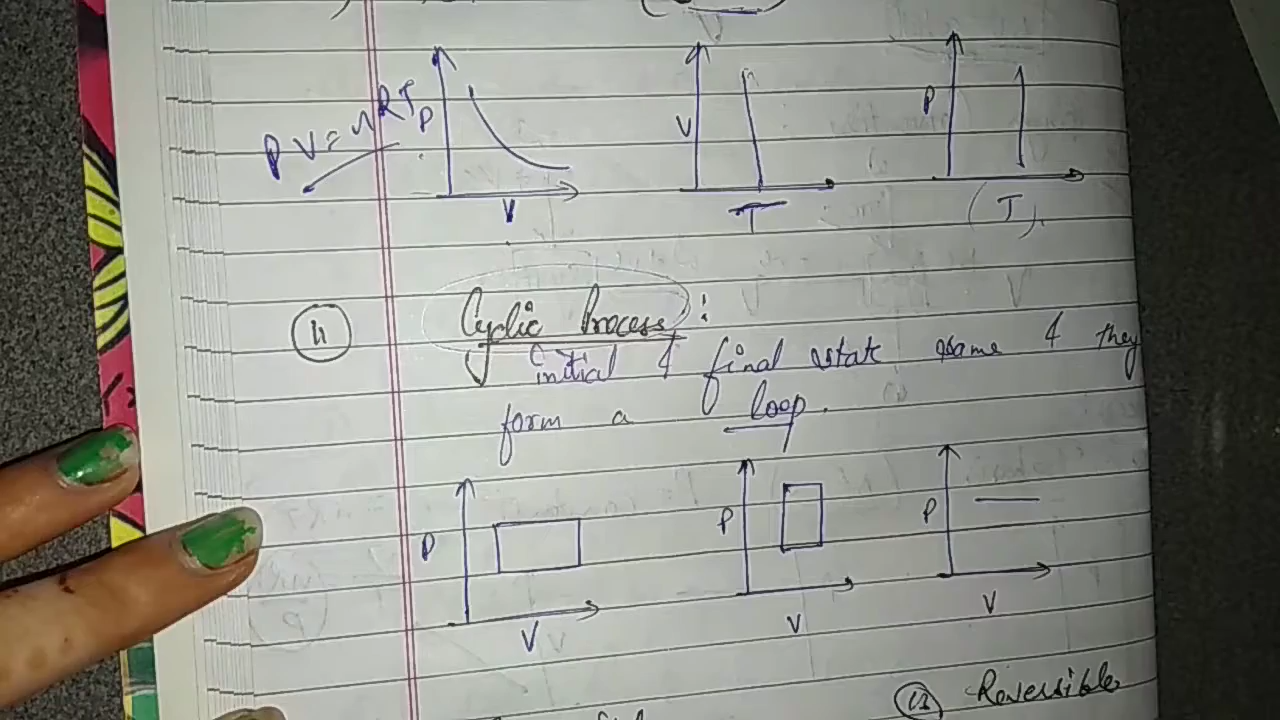 PV = nRT
P
V
V
T
P
(T)
11
Cyclic Process :
initial & final state same & they
form a loop.
P
V
P
V
P
V
12 Reversible